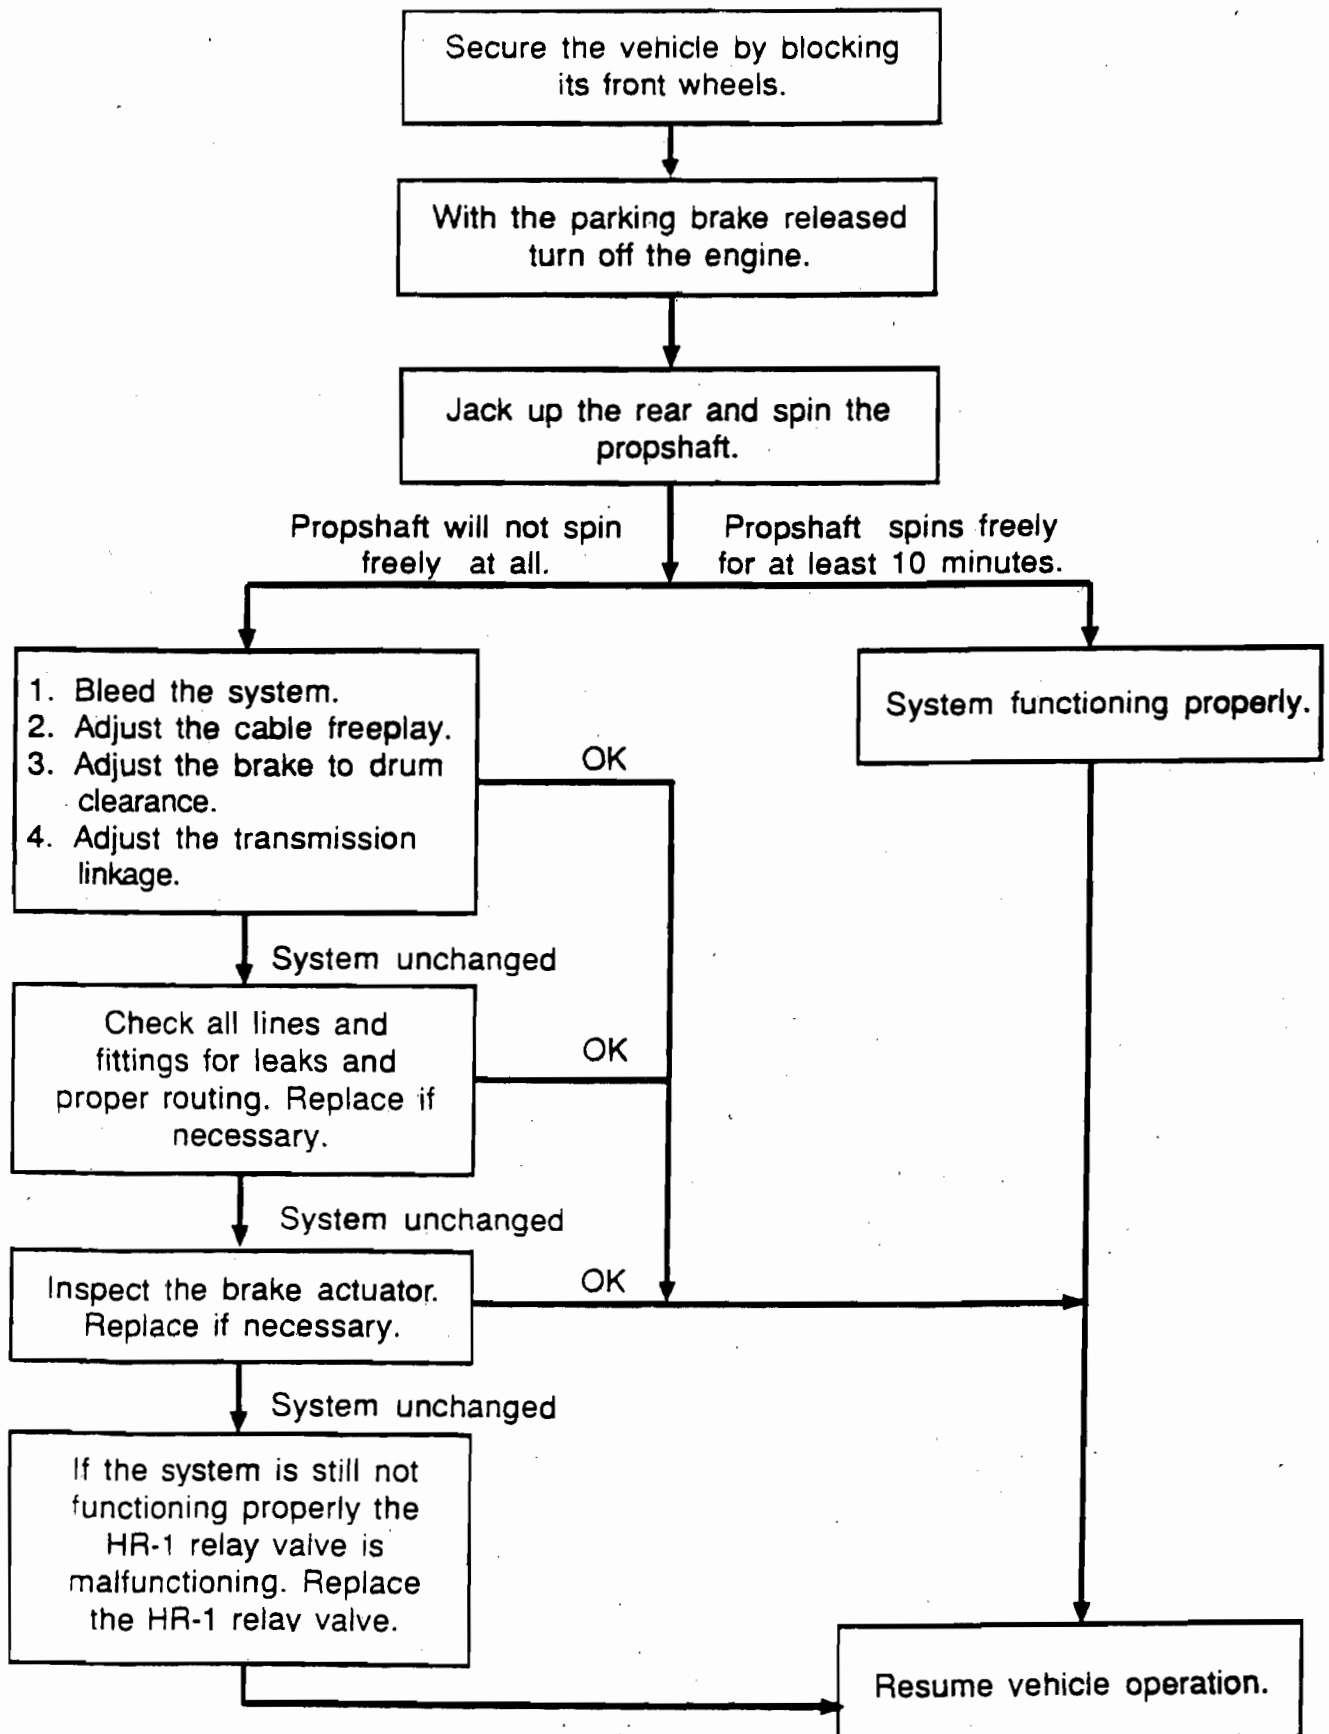 Secure the vehicle by blocking
its front wheels.
With the parking brake released
turn off the engine.
Jack up the rear and spin the
propshaft.
Propshaft will not spin
freely at all.
Propshaft spins freely
for at least 10 minutes.
1. Bleed the system.
2. Adjust the cable freeplay.
3. Adjust the brake to drum
clearance.
4. Adjust the transmission
linkage.
System functioning properly.
OK
System unchanged
Check all lines and
fittings for leaks and
proper routing. Replace if
necessary.
OK
System unchanged
Inspect the brake actuator.
Replace if necessary.
OK
System unchanged
If the system is still not
functioning properly the
HR-1 relay valve is
malfunctioning. Replace
the HR-1 relay valve.
Resume vehicle operation.